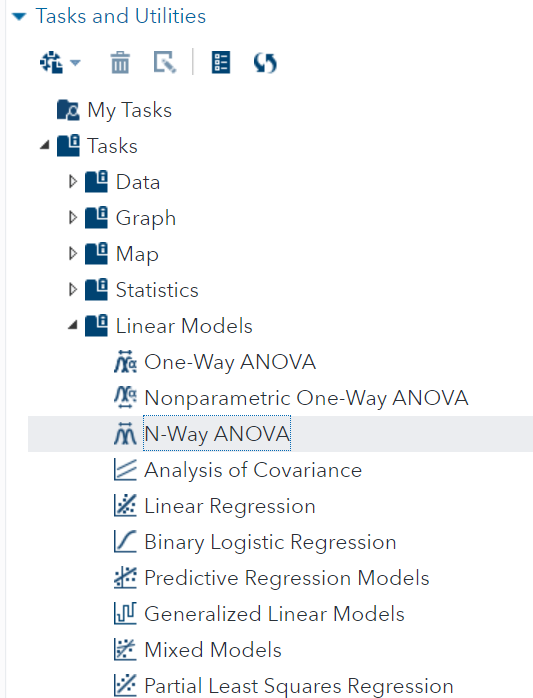 Tasks and Utilities
My Tasks
Tasks
Data
Graph
Map
Statistics
Linear Models
One-Way ANOVA
Nonparametric One-Way ANOVA
N-Way ANOVA
Analysis of Covariance
Linear Regression
Binary Logistic Regression
Predictive Regression Models
Generalized Linear Models
Mixed Models
Partial Least Squares Regression